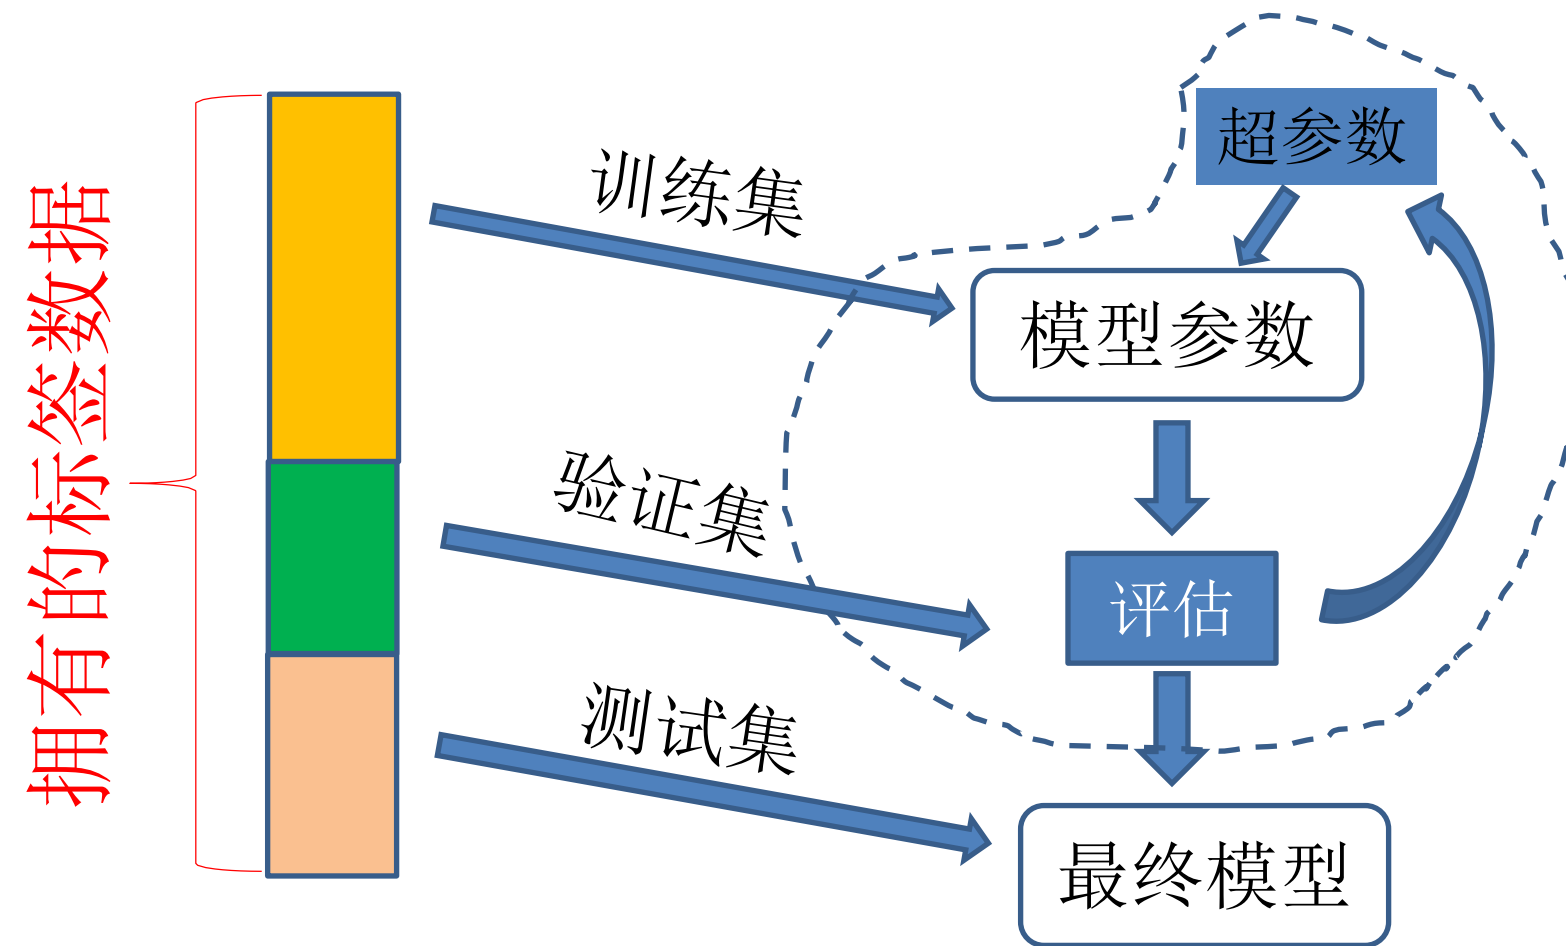 拥有的标签数据
训练集
验证集
测试集
超参数
模型参数
评估
最终模型